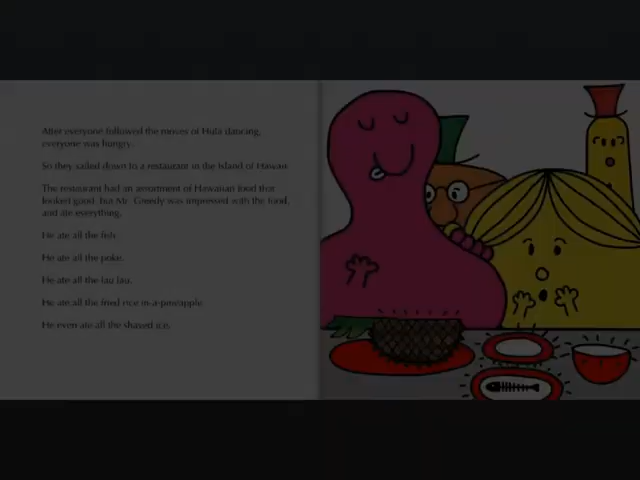 After everyone followed the moves of Hula dancing,
everyone was hungry.
So they sailed down to a restaurant in the Island of Hawaii.
The restaurant had an assortment of Hawaiian food that
looked good, but Mr. Greedy was impressed with the food,
and ate everything.
He ate all the fish.
He ate all the poke.
He ate all the lau lau.
He ate all the fried rice in-a-pineapple.
He even ate all the shaved ice.